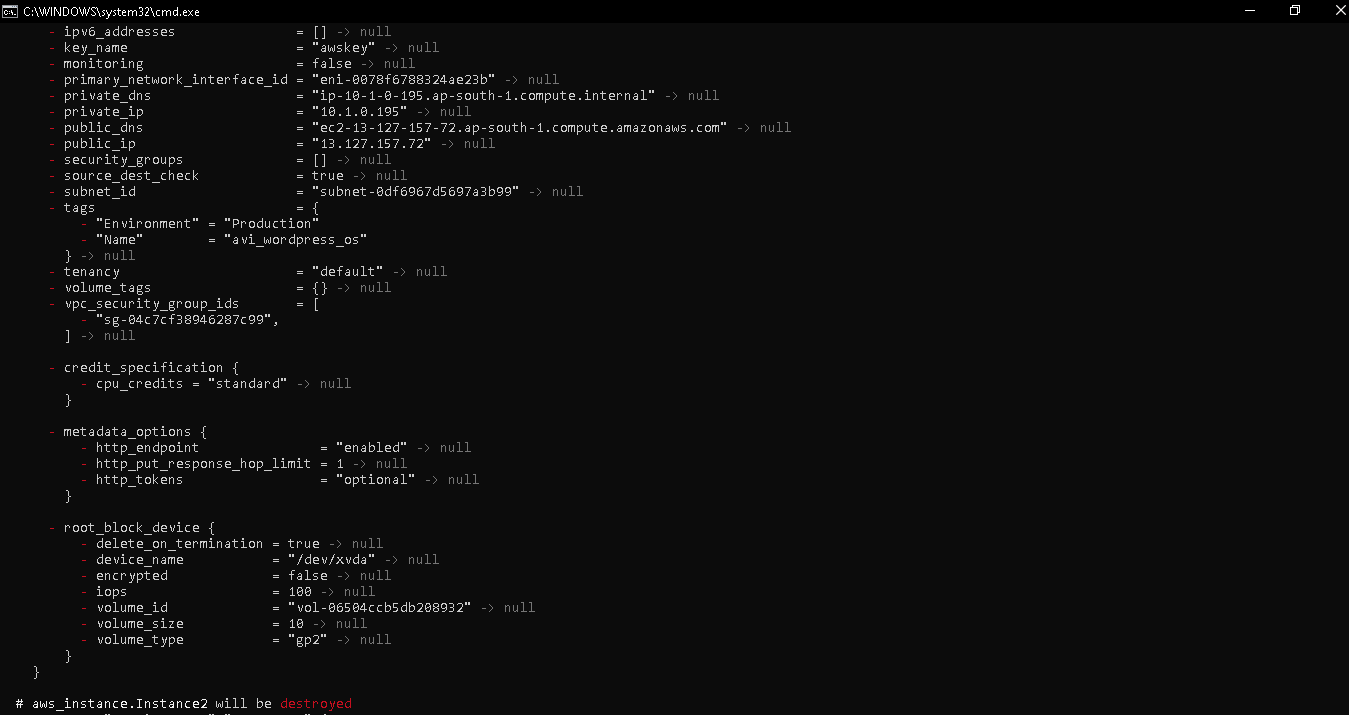 C:\WINDOWS\system32\cmd.exe
- ipv6_addresses = [] -> null
- key_name = "awskey" -> null
- monitoring = false -> null
- primary_network_interface_id = "eni-0078f6788324ae23b" -> null
- private_dns = "ip-10-1-0-195.ap-south-1.compute.internal" -> null
- private_ip = "10.1.0.195" -> null
- public_dns = "ec2-13-127-157-72.ap-south-1.compute.amazonaws.com" -> null
- public_ip = "13.127.157.72" -> null
- security_groups = [] -> null
- source_dest_check = true -> null
- subnet_id = "subnet-0df6967d5697a3b99" -> null
- tags = {
- "Environment" = "Production"
- "Name" = "avi_wordpress_os"
} -> null
- tenancy = "default" -> null
- volume_tags = {} -> null
- vpc_security_group_ids = [
- "sg-04c7cf38946287c99",
] -> null
- credit_specification {
- cpu_credits = "standard" -> null
}
- metadata_options {
- http_endpoint = "enabled" -> null
- http_put_response_hop_limit = 1 -> null
- http_tokens = "optional" -> null
}
- root_block_device {
- delete_on_termination = true -> null
- device_name = "/dev/xvda" -> null
- encrypted = false -> null
- iops = 100 -> null
- volume_id = "vol-06504ccb5db208932" -> null
- volume_size = 10 -> null
- volume_type = "gp2" -> null
}
}
# aws_instance.Instance2 will be destroyed